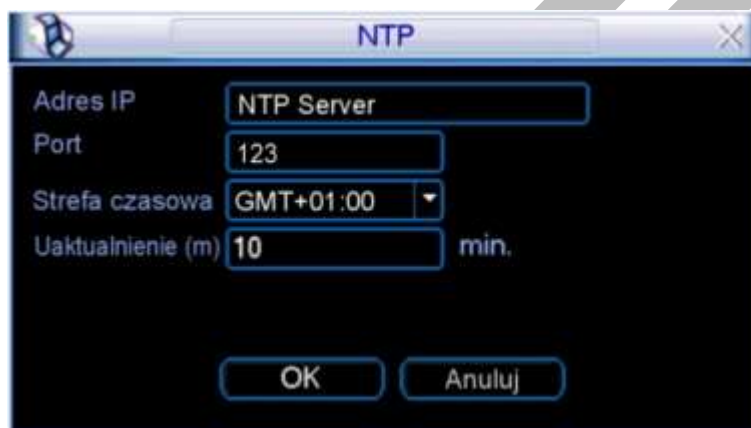 NTP
Adres IP NTP Server
Port 123
Strefa czasowa GMT+01:00
Uaktualnienie (m) 10 min.
OK Anuluj